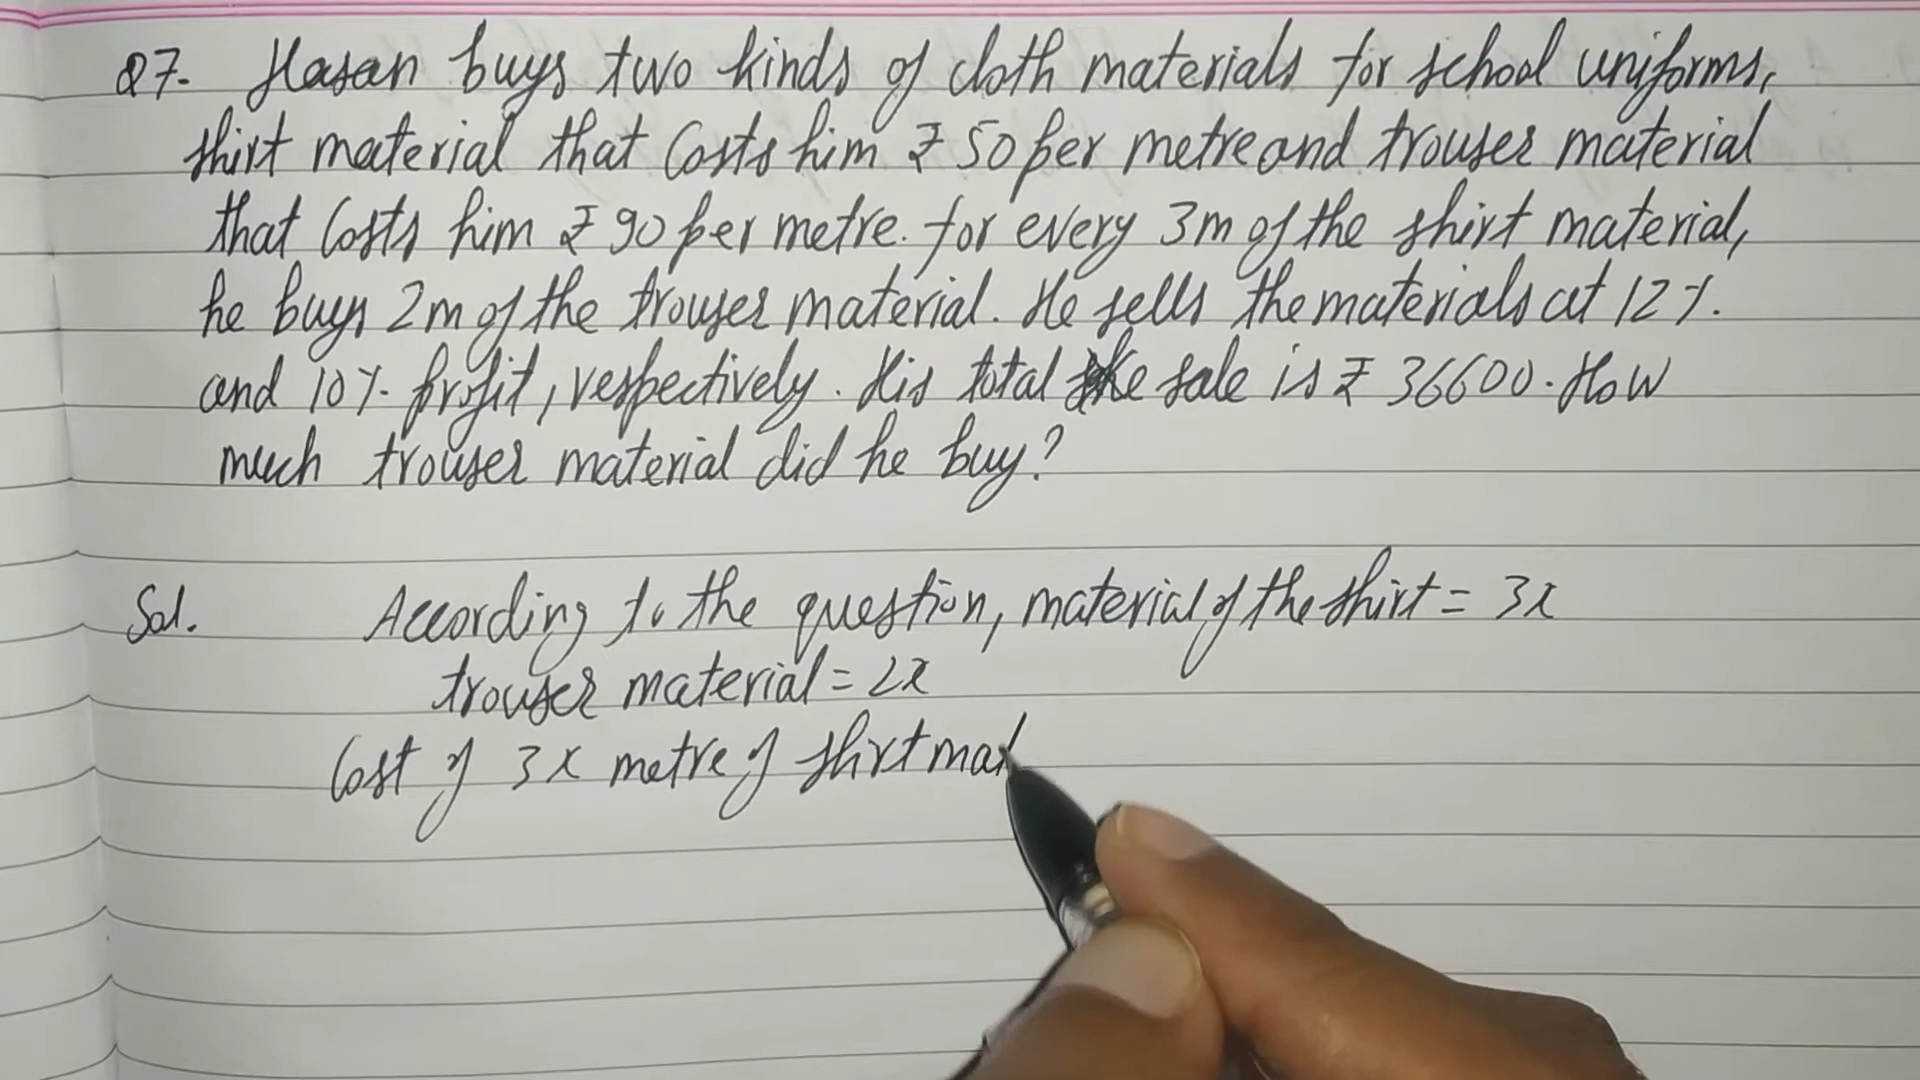 Q7. Hasan buys two kinds of cloth materials for school uniforms,
shirt material that costs him ₹ 50 per metre and trouser material
that costs him ₹ 90 per metre. for every 3m of the shirt material,
he buys 2m of the trouser material. He sells the materials at 12%.
and 10% profit, respectively. His total sale is ₹ 36600. How
much trouser material did he buy?
Sol. According to the question, material of the shirt = 3x
trouser material = 2x
Cost of 3x metre of shirt mat